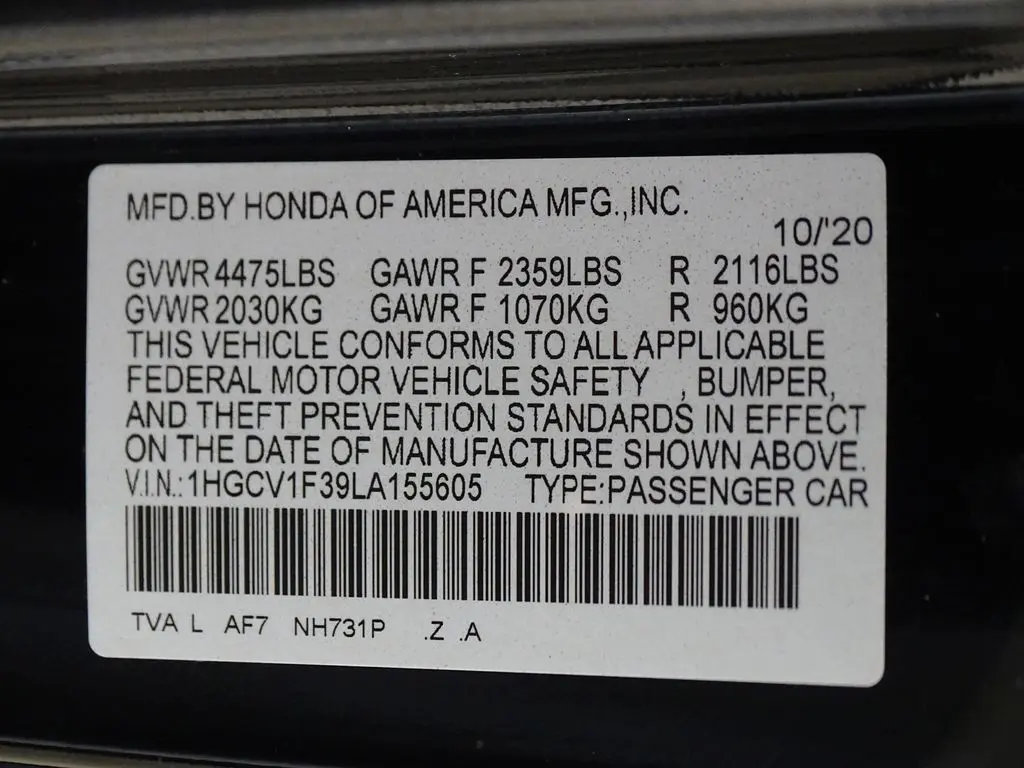 MFD.BY HONDA OF AMERICA MFG.,INC.
10/'20
GVWR 4475LBS GAWR F 2359LBS R 2116LBS
GVWR 2030KG GAWR F 1070KG R 960KG
THIS VEHICLE CONFORMS TO ALL APPLICABLE
FEDERAL MOTOR VEHICLE SAFETY , BUMPER,
AND THEFT PREVENTION STANDARDS IN EFFECT
ON THE DATE OF MANUFACTURE SHOWN ABOVE.
V.I.N.:1HGCV1F39LA155605 TYPE:PASSENGER CAR
TVA L AF7 NH731P .Z .A